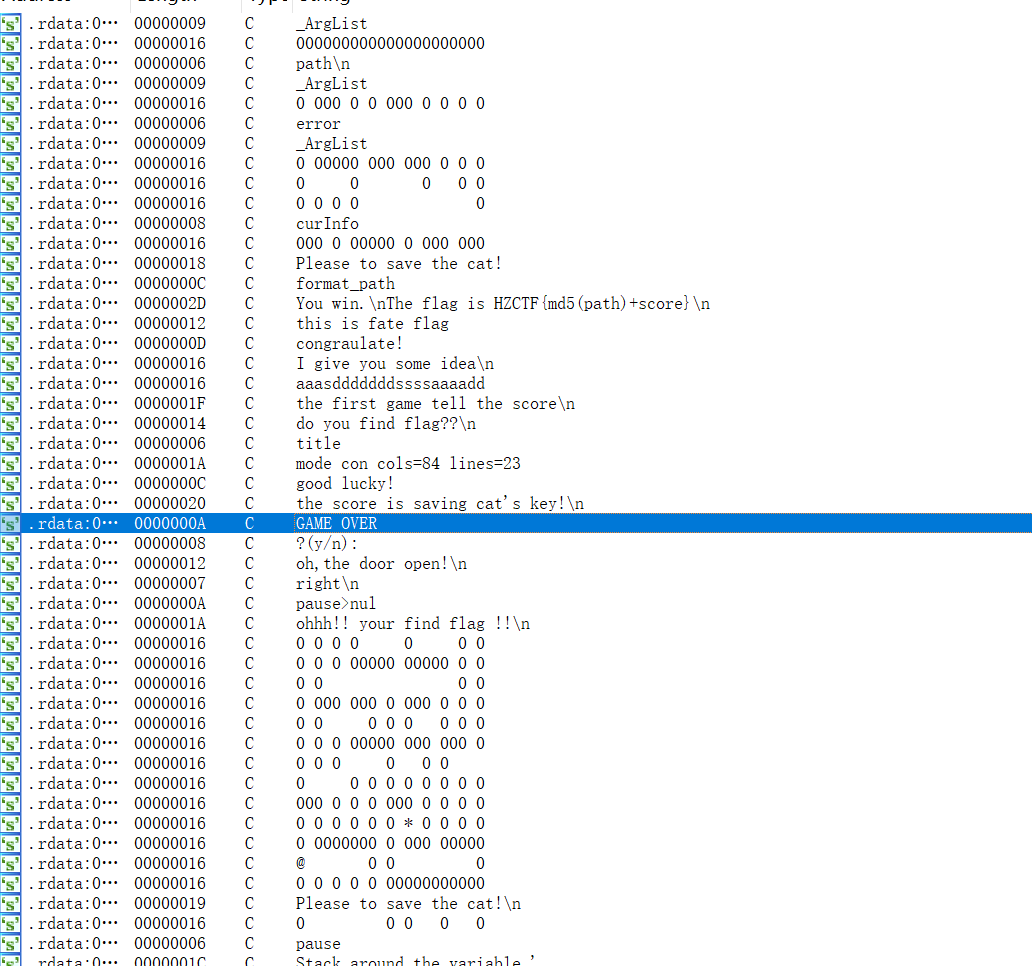 .rdata:0… 00000009 C _ArgList
.rdata:0… 00000016 C 000000000000000000000
.rdata:0… 00000006 C path\n
.rdata:0… 00000009 C _ArgList
.rdata:0… 00000016 C 0 000 0 0 000 0 0 0 0
.rdata:0… 00000006 C error
.rdata:0… 00000009 C _ArgList
.rdata:0… 00000016 C 0 00000 000 000 0 0 0
.rdata:0… 00000016 C 0     0       0   0 0
.rdata:0… 00000016 C 0 0 0 0             0
.rdata:0… 00000008 C curInfo
.rdata:0… 00000016 C 000 0 00000 0 000 000
.rdata:0… 00000018 C Please to save the cat!
.rdata:0… 0000000C C format_path
.rdata:0… 0000002D C You win.\nThe flag is HZCTF{md5(path)+score}\n
.rdata:0… 00000012 C this is fate flag
.rdata:0… 0000000D C congraulate!
.rdata:0… 00000016 C I give you some idea\n
.rdata:0… 00000016 C aaasdddddddssssaaaadd
.rdata:0… 0000001F C the first game tell the score\n
.rdata:0… 00000014 C do you find flag??\n
.rdata:0… 00000006 C title
.rdata:0… 0000001A C mode con cols=84 lines=23
.rdata:0… 0000000C C good lucky!
.rdata:0… 00000020 C the score is saving cat's key!\n
.rdata:0… 0000000A C GAME OVER
.rdata:0… 00000008 C ?(y/n):
.rdata:0… 00000012 C oh,the door open!\n
.rdata:0… 00000007 C right\n
.rdata:0… 0000000A C pause>nul
.rdata:0… 0000001A C ohhh!! your find flag !!\n
.rdata:0… 00000016 C 0 0 0 0     0     0 0
.rdata:0… 00000016 C 0 0 0 00000 00000 0 0
.rdata:0… 00000016 C 0 0               0 0
.rdata:0… 00000016 C 0 000 000 0 000 0 0 0
.rdata:0… 00000016 C 0 0     0 0 0   0 0 0
.rdata:0… 00000016 C 0 0 0 00000 000 000 0
.rdata:0… 00000016 C 0 0 0     0   0 0
.rdata:0… 00000016 C 0     0 0 0 0 0 0 0 0
.rdata:0… 00000016 C 000 0 0 0 000 0 0 0 0
.rdata:0… 00000016 C 0 0 0 0 0 0 * 0 0 0 0
.rdata:0… 00000016 C 0 0000000 0 000 00000
.rdata:0… 00000016 C @       0 0         0
.rdata:0… 00000016 C 0 0 0 0 0 00000000000
.rdata:0… 00000019 C Please to save the cat!\n
.rdata:0… 00000016 C 0         0 0   0   0
.rdata:0… 00000006 C pause
.rdata:0… 0000001C C Stack around the variable '